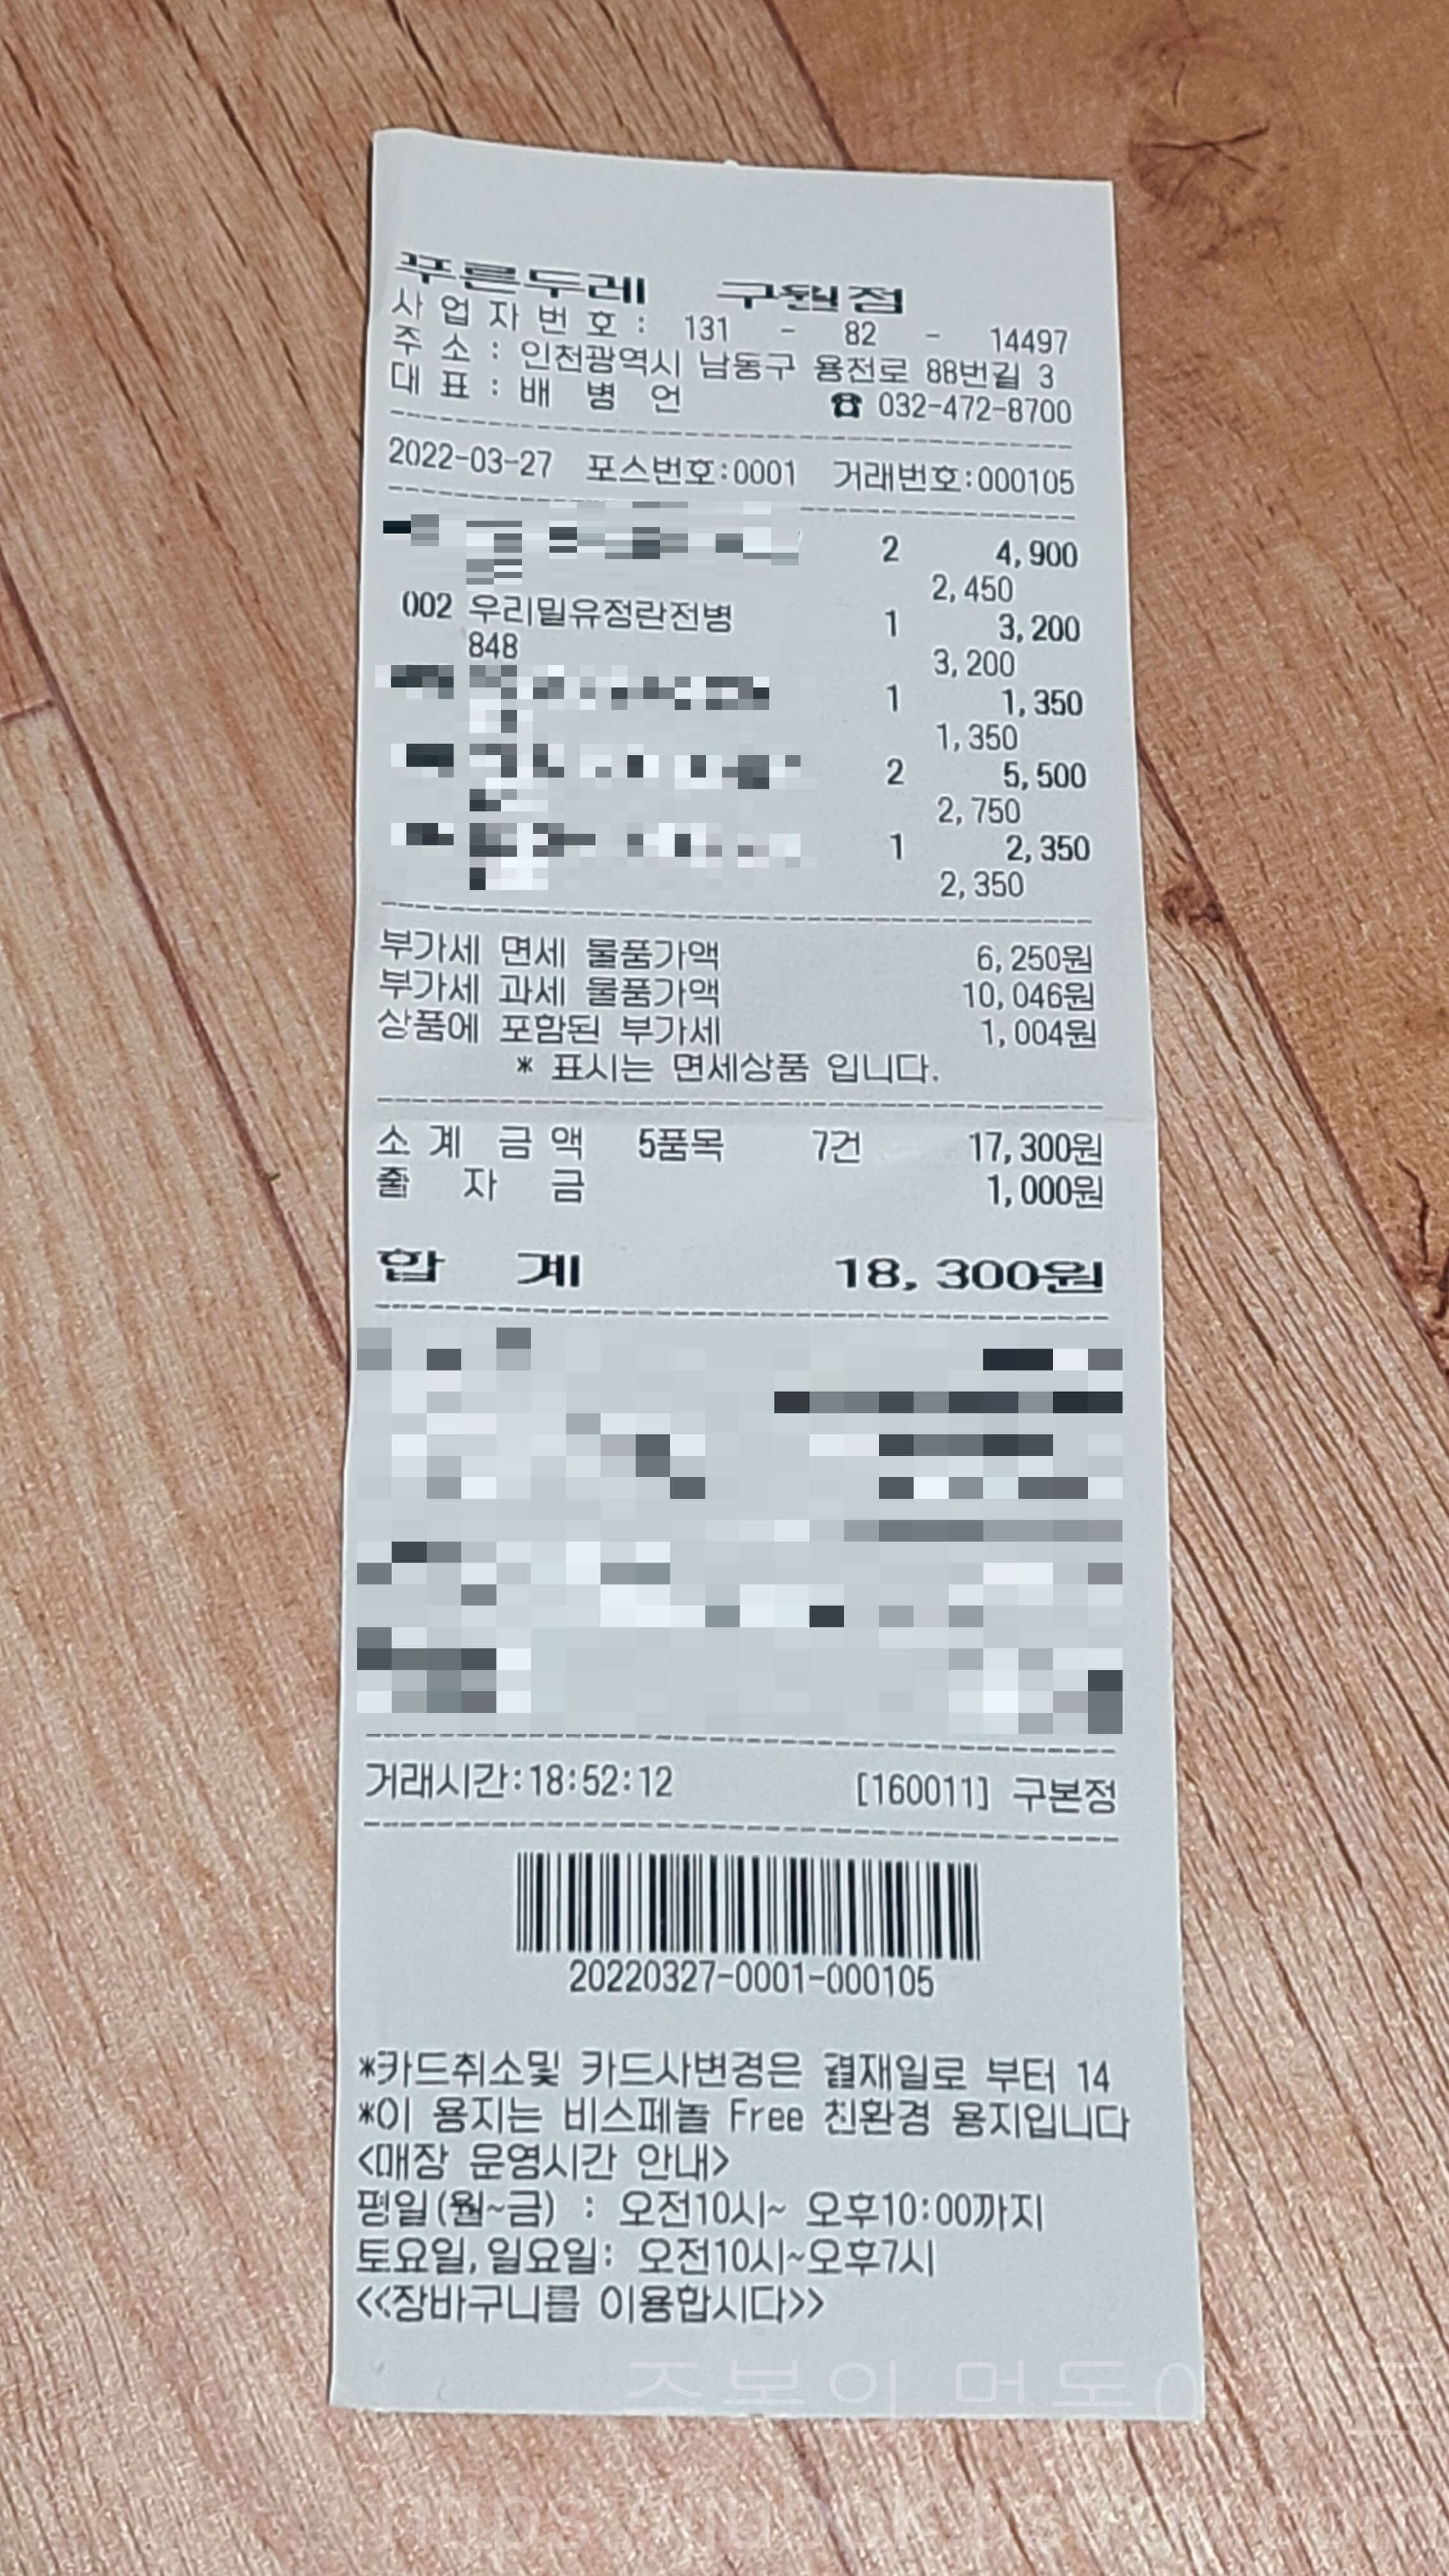 푸른두레 구월점
사 업 자 번 호 : 131 - 82 - 14497
주 소 : 인천광역시 남동구 용천로 88번길 3
대 표 : 배 병 언 ☎ 032-472-8700
2022-03-27 포스번호:0001 거래번호:000105
2 4,900
2,450
002 우리밀유정란전병 1 3,200
848 3,200
1 1,350
1,350
2 5,500
2,750
1 2,350
2,350
부가세 면세 물품가액 6,250원
부가세 과세 물품가액 10,046원
상품에 포함된 부가세 1,004원
* 표시는 면세상품 입니다.
소 계 금 액 5품목 7건 17,300원
출 자 금 1,000원
합 계 18,300원
거래시간:18:52:12 [160011] 구본정
20220327-0001-000105
*카드취소및 카드사변경은 결재일로 부터 14
*이 용지는 비스페놀 Free 친환경 용지입니다
<매장 운영시간 안내>
평일(월~금) : 오전10시~ 오후10:00까지
토요일,일요일: 오전10시~오후7시
<<장바구니를 이용합시다>>